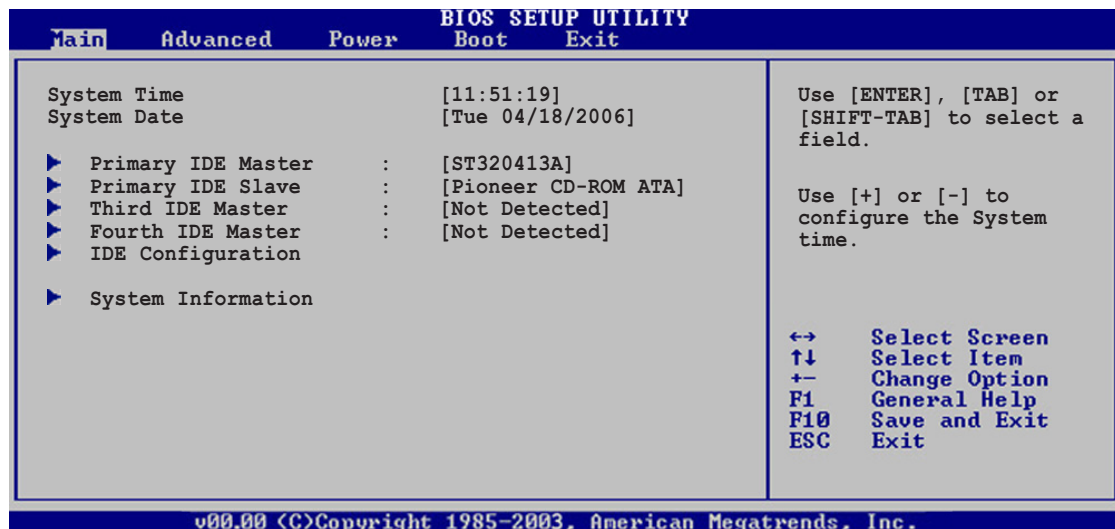 BIOS SETUP UTILITY
Main Advanced Power Boot Exit
System Time [11:51:19]
System Date [Tue 04/18/2006]
Primary IDE Master : [ST320413A]
Primary IDE Slave : [Pioneer CD-ROM ATA]
Third IDE Master : [Not Detected]
Fourth IDE Master : [Not Detected]
IDE Configuration
System Information
Use [ENTER], [TAB] or
[SHIFT-TAB] to select a
field.
Use [+] or [-] to
configure the System
time.
←→ Select Screen
↑↓ Select Item
+- Change Option
F1 General Help
F10 Save and Exit
ESC Exit
v00.00 (C)Copyright 1985-2003, American Megatrends, Inc.